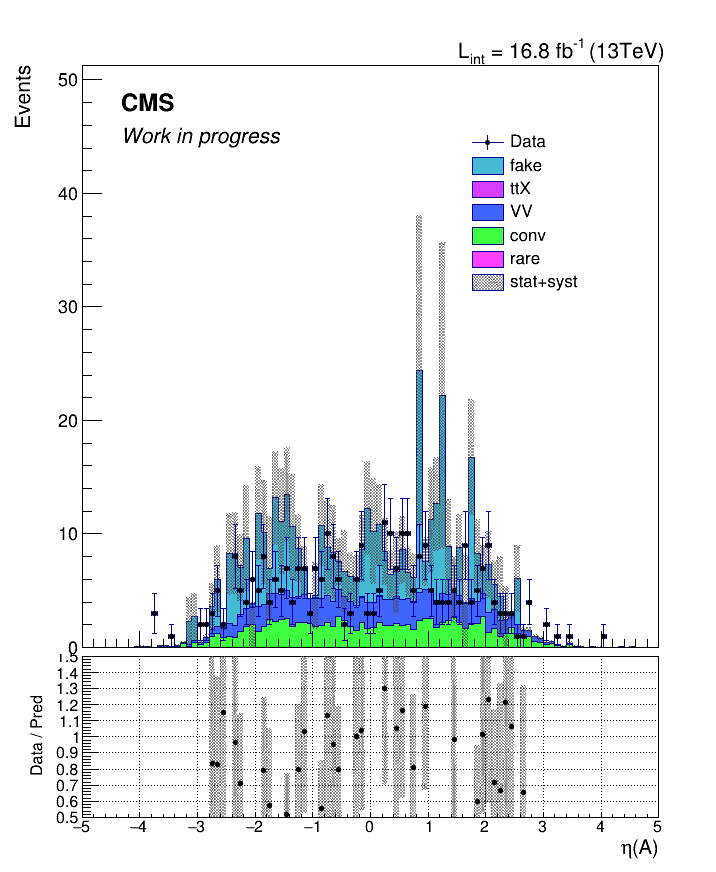 L_int = 16.8 fb^-1 (13TeV)
Events
50
40
30
20
10
0
CMS
Work in progress
Data
fake
ttX
VV
conv
rare
stat+syst
Data / Pred
1.5
1.4
1.3
1.2
1.1
1
0.9
0.8
0.7
0.6
0.5
−5 −4 −3 −2 −1 0 1 2 3 4 5
η(A)